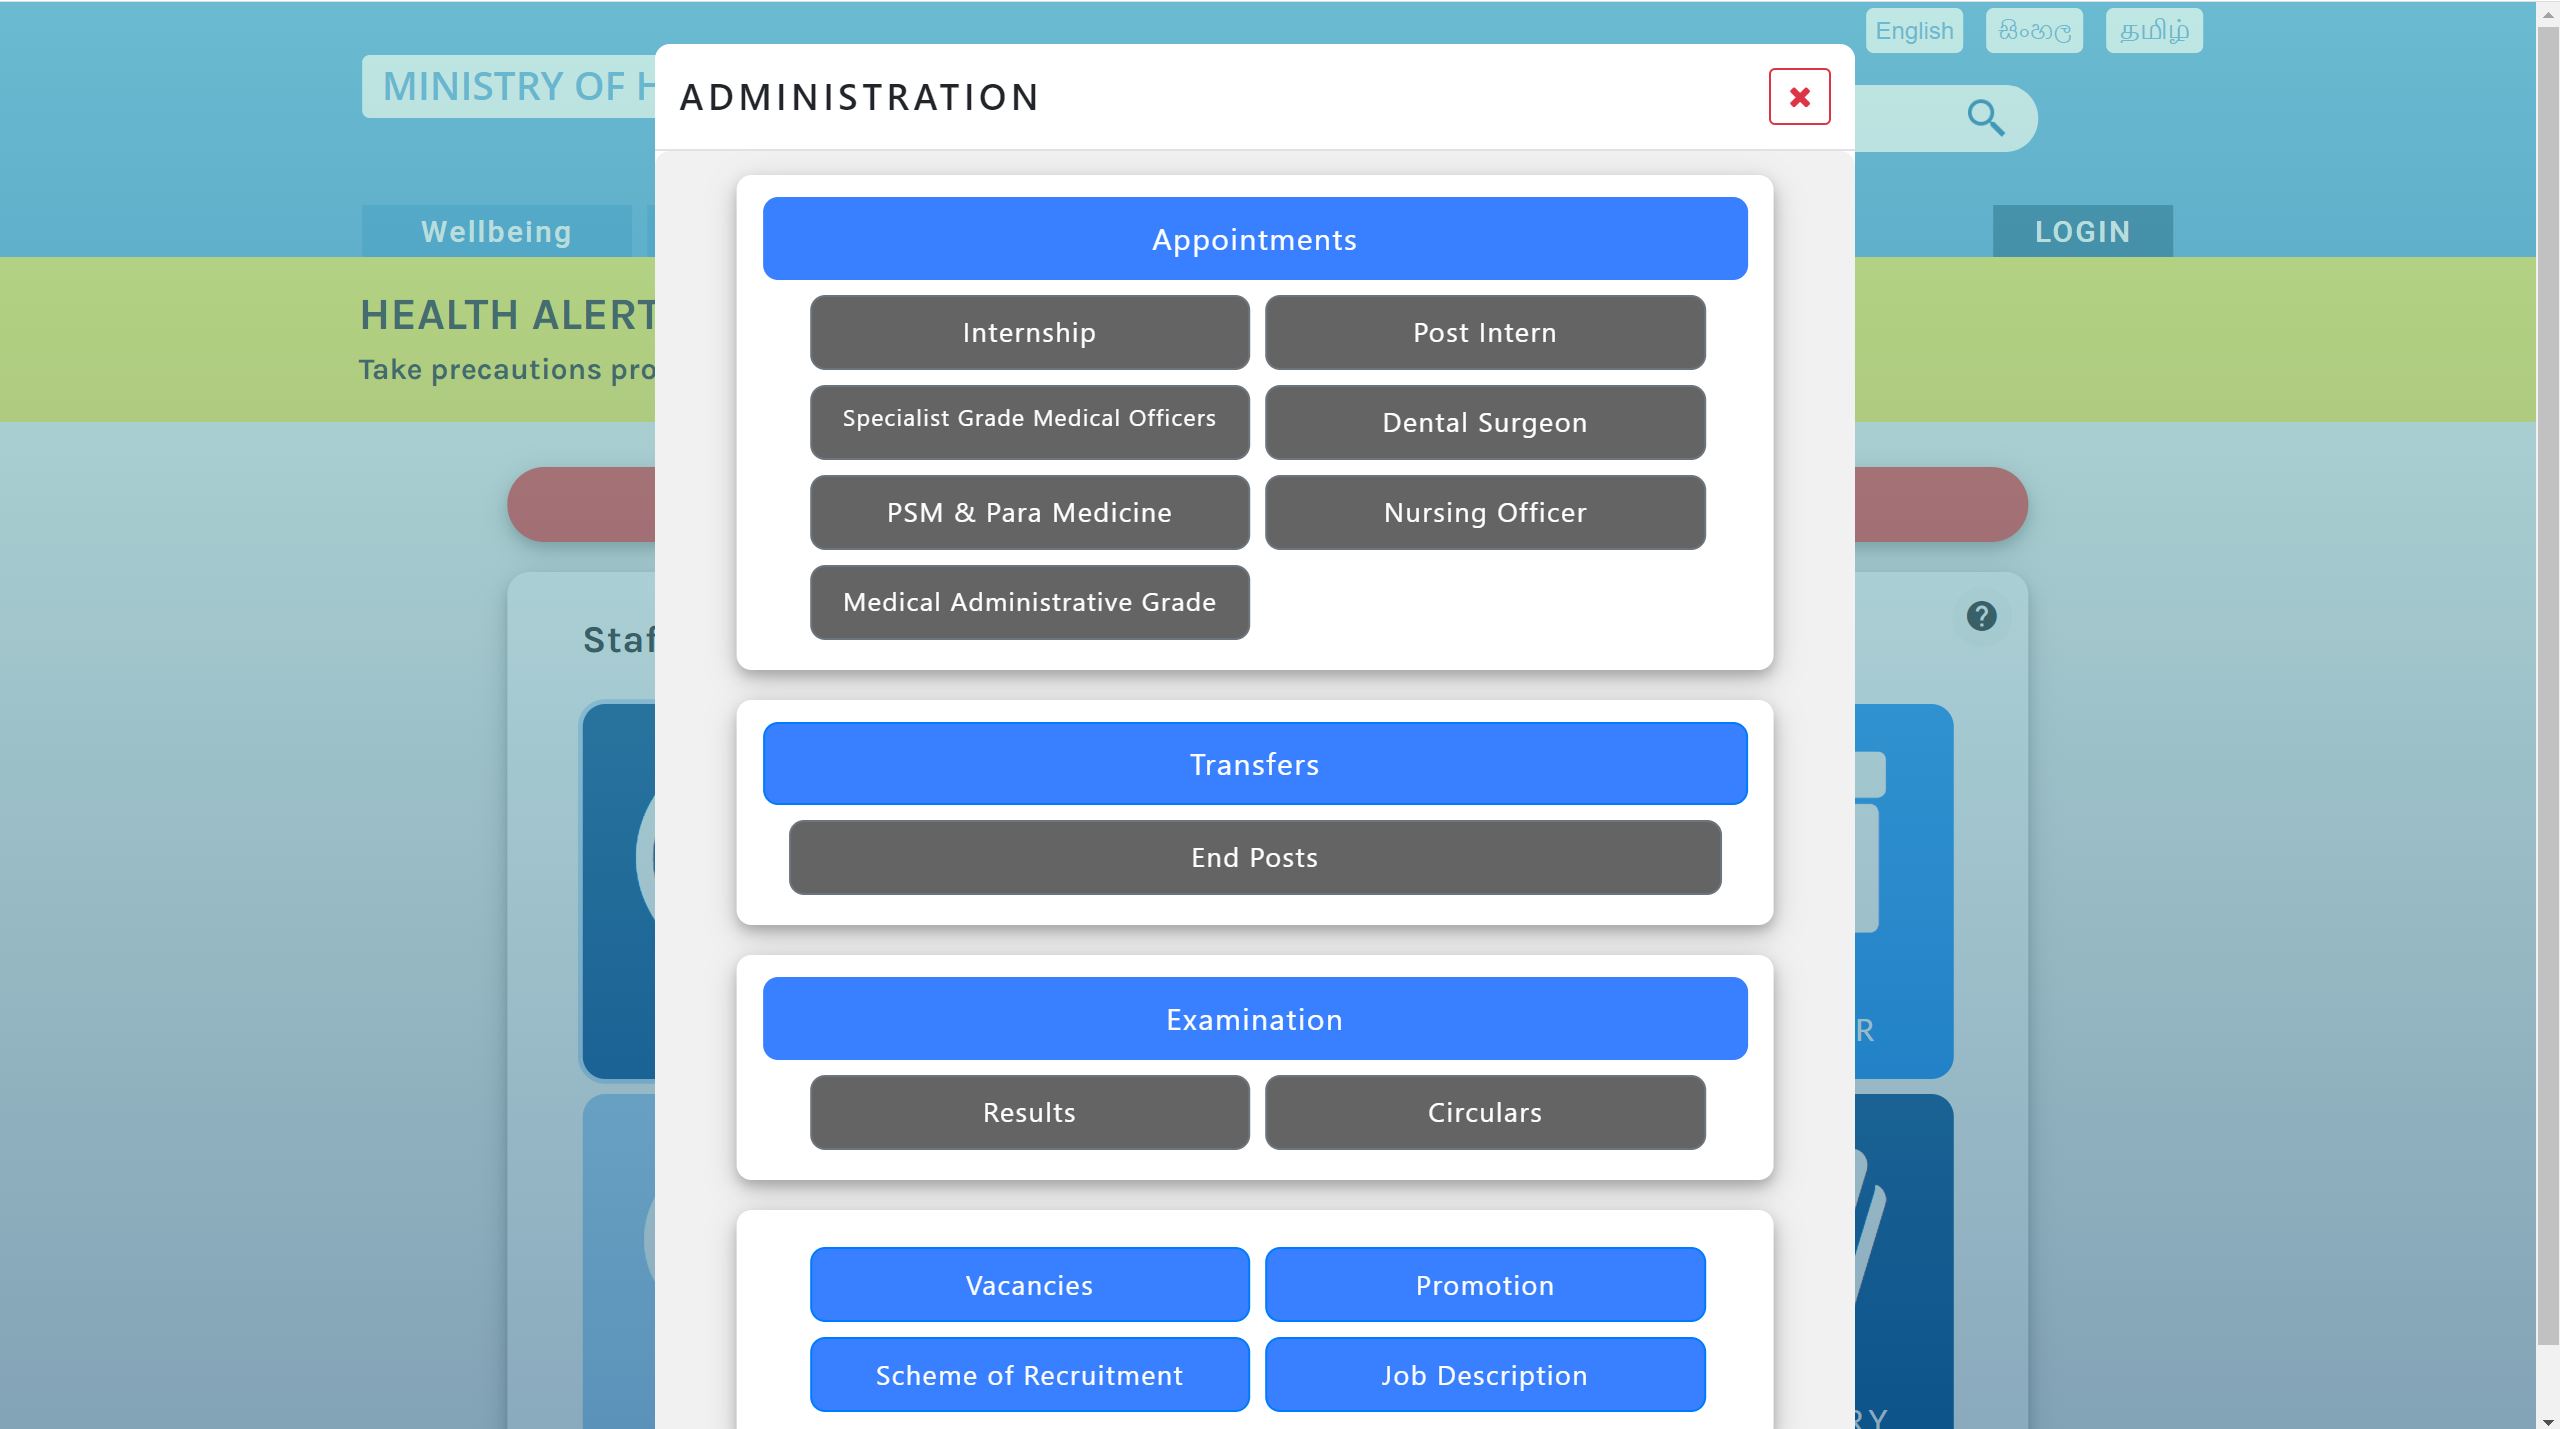 English
සිංහල
தமிழ்
MINISTRY OF H
ADMINISTRATION
Wellbeing
LOGIN
Appointments
HEALTH ALERT
Take precautions pro
Internship
Post Intern
Specialist Grade Medical Officers
Dental Surgeon
PSM & Para Medicine
Nursing Officer
Medical Administrative Grade
Staf
Transfers
End Posts
Examination
R
Results
Circulars
Vacancies
Promotion
Scheme of Recruitment
Job Description
RY